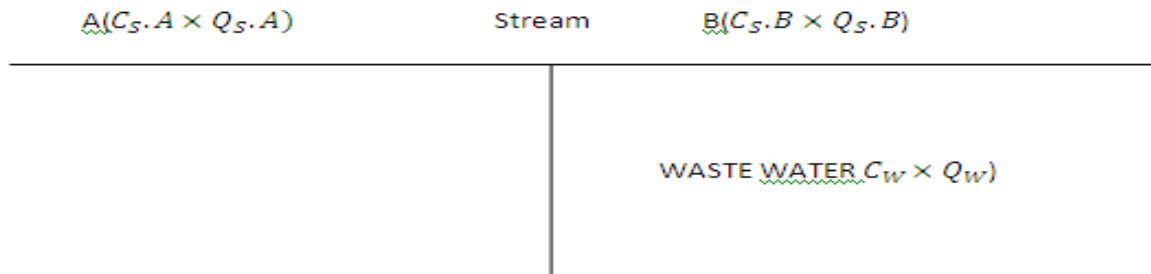 A(C_S.A × Q_S.A) Stream B(C_S.B × Q_S.B)
WASTE WATER C_W × Q_W)